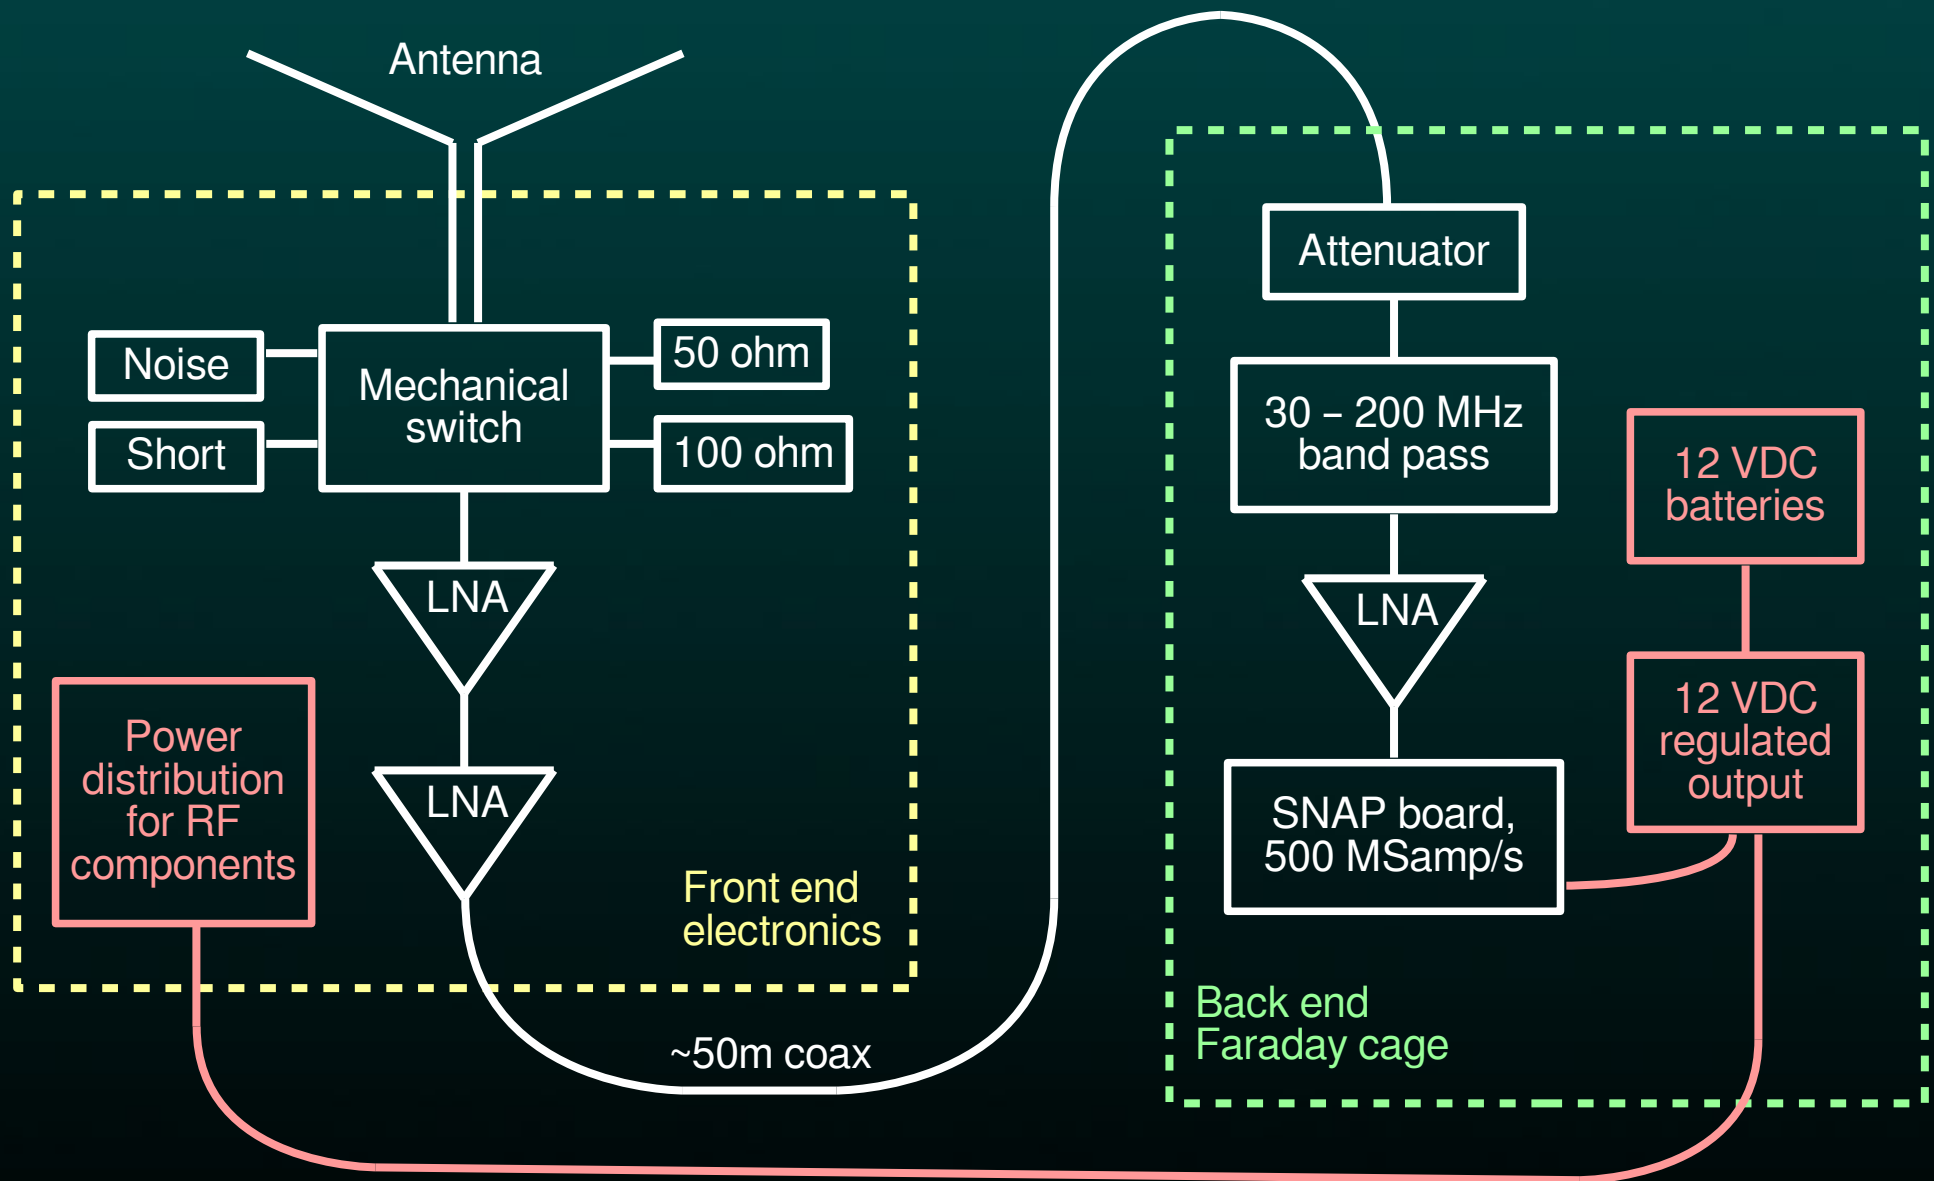 Antenna
Noise
Short
Mechanical
switch
50 ohm
100 ohm
LNA
LNA
Power
distribution
for RF
components
Front end
electronics
~50m coax
Attenuator
30 – 200 MHz
band pass
LNA
SNAP board,
500 MSamp/s
12 VDC
batteries
12 VDC
regulated
output
Back end
Faraday cage